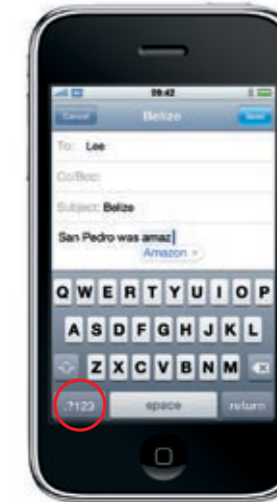 09:42
Cancel Belize Send
To: Lee
Cc/Bcc:
Subject: Belize
San Pedro was amaz
Amazon ×
Q W E R T Y U I O P
A S D F G H J K L
Z X C V B N M
.?123 space return